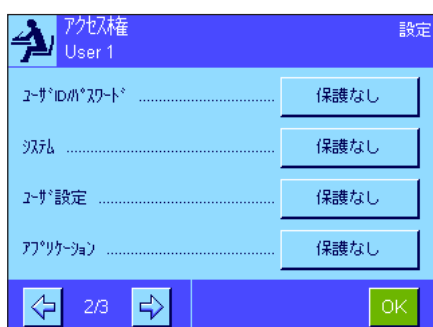 アクセス権 設定
User 1
ユーザID/パスワード ................................ 保護なし
システム ................................................. 保護なし
ユーザ設定 .......................................... 保護なし
アプリケーション ........................................ 保護なし
2/3 OK